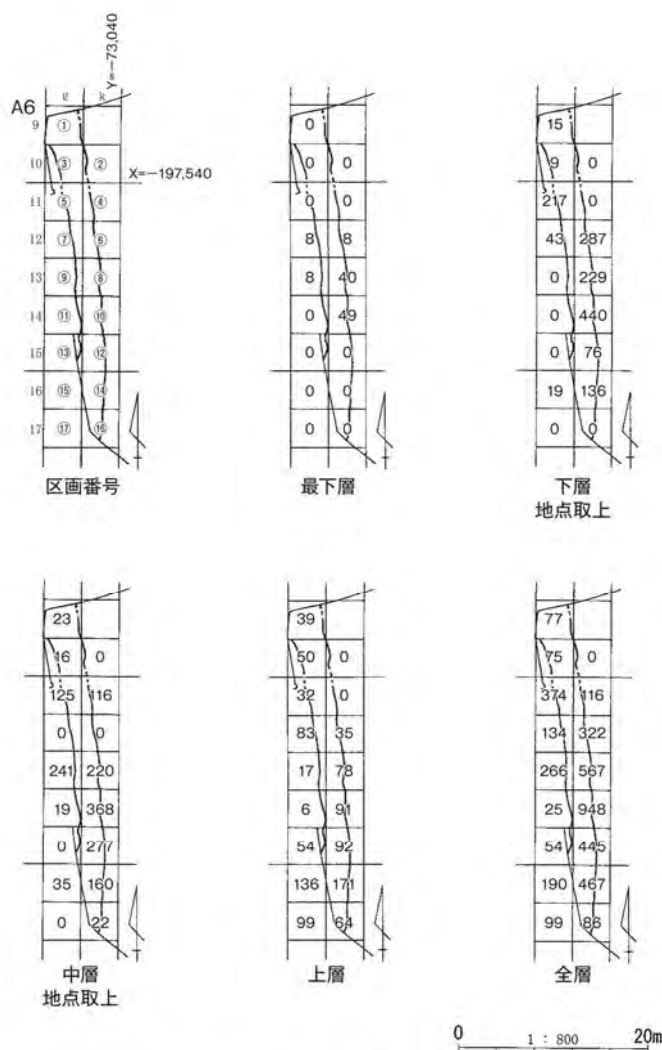 Y=-73,040
ℓ k
A6
9 ①
10 ③ ②
X=-197,540
11 ⑤ ④
12 ⑦ ⑥
13 ⑨ ⑧
14 ⑪ ⑩
15 ⑬ ⑫
16 ⑮ ⑭
17 ⑰ ⑯
区画番号
0
0 0
0 0
8 8
8 40
0 49
0 0
0 0
0 0
最下層
15
9 0
217 0
43 287
0 229
0 440
0 76
19 136
0 0
下層
地点取上
23
16 0
125 116
0 0
241 220
19 368
0 277
35 160
0 22
中層
地点取上
39
50 0
32 0
83 35
17 78
6 91
54 92
136 171
99 64
上層
77
75 0
374 116
134 322
266 567
25 948
54 445
190 467
99 86
全層
0 1 : 800 20m